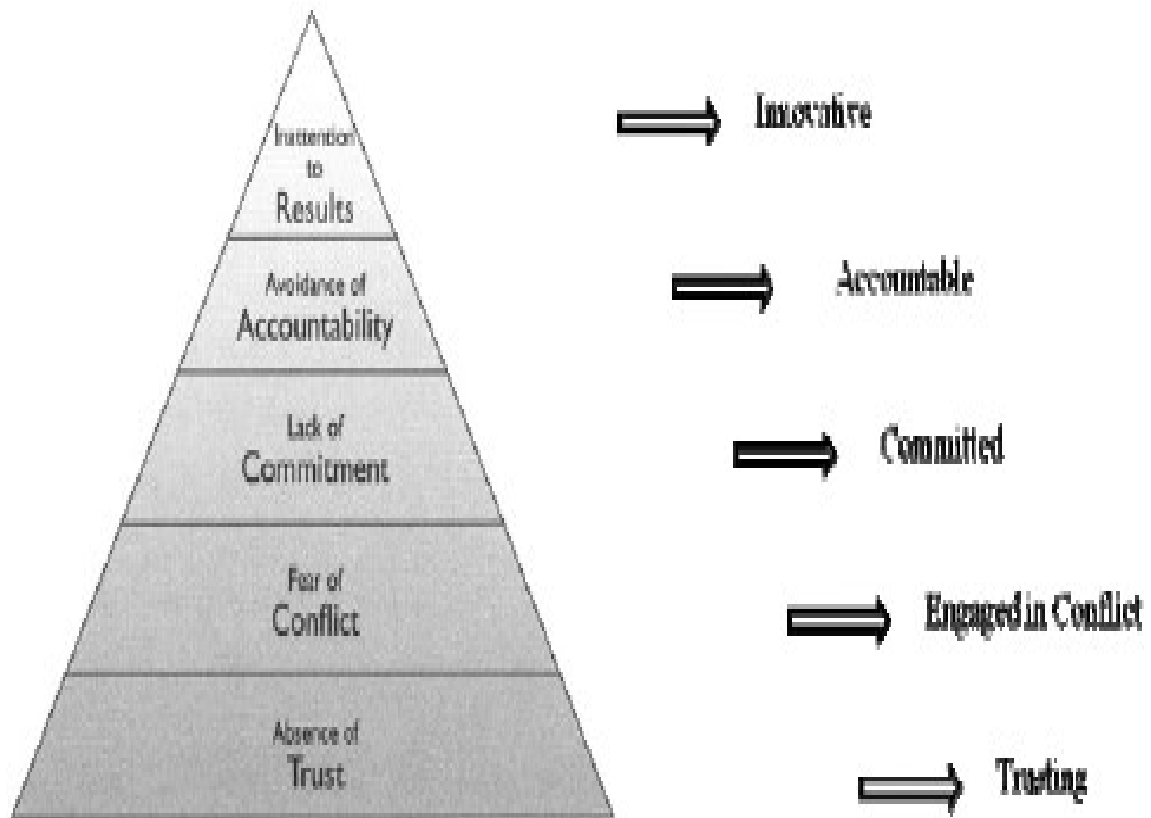 Inattention
to
Results
Innovative
Avoidance of
Accountability
Accountable
Lack of
Commitment
Committed
Fear of
Conflict
Engaged in Conflict
Absence of
Trust
Trusting